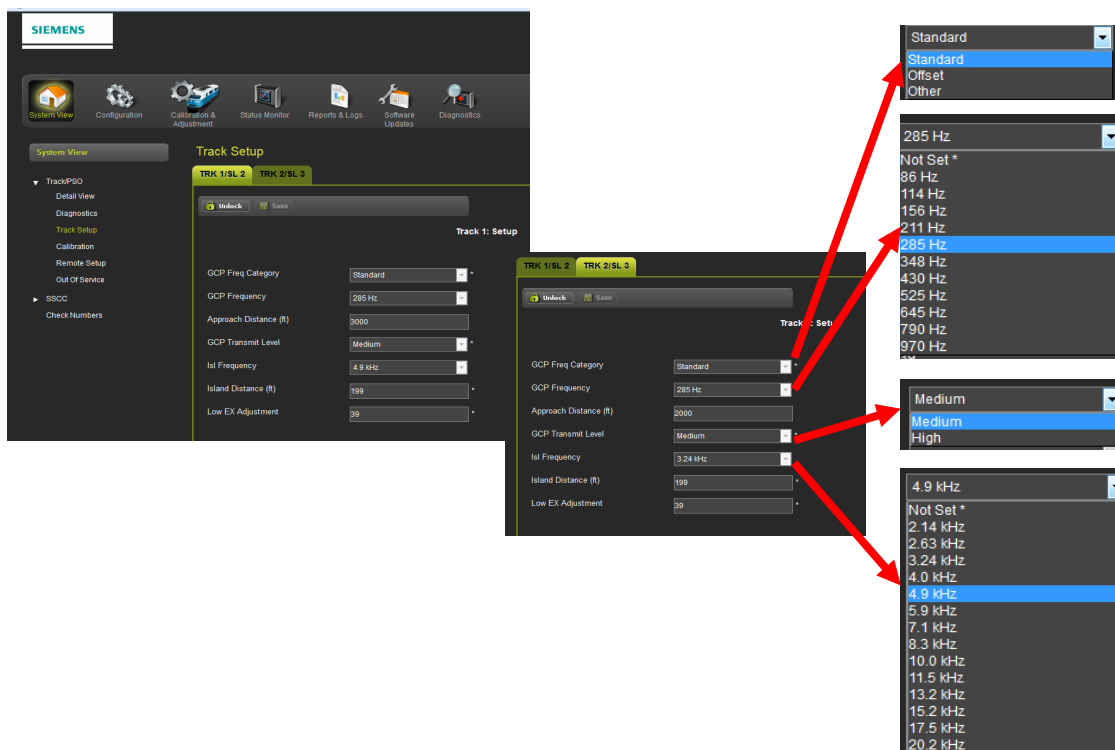 SIEMENS
System View
Configuration
Calibration & Adjustment
Status Monitor
Reports & Logs
Software Updates
Diagnostics
System View
Track/PSO
Detail View
Diagnostics
Track Setup
Calibration
Remote Setup
Out Of Service
SSCC
Check Numbers
Track Setup
TRK 1/SL 2 TRK 2/SL 3
Unlock Save
Track 1: Setup
GCP Freq Category Standard *
GCP Frequency 285 Hz
Approach Distance (ft) 3000
GCP Transmit Level Medium *
Isl Frequency 4.9 kHz
Island Distance (ft) 199 *
Low EX Adjustment 39 *
TRK 1/SL 2 TRK 2/SL 3
Unlock Save
Track : Setu
GCP Freq Category Standard *
GCP Frequency 285 Hz
Approach Distance (ft) 2000
GCP Transmit Level Medium *
Isl Frequency 3.24 kHz
Island Distance (ft) 199 *
Low EX Adjustment 39 *
Standard
Standard
Offset
Other
285 Hz
Not Set *
86 Hz
114 Hz
156 Hz
211 Hz
285 Hz
348 Hz
430 Hz
525 Hz
645 Hz
790 Hz
970 Hz
Medium
Medium
High
4.9 kHz
Not Set *
2.14 kHz
2.63 kHz
3.24 kHz
4.0 kHz
4.9 kHz
5.9 kHz
7.1 kHz
8.3 kHz
10.0 kHz
11.5 kHz
13.2 kHz
15.2 kHz
17.5 kHz
20.2 kHz